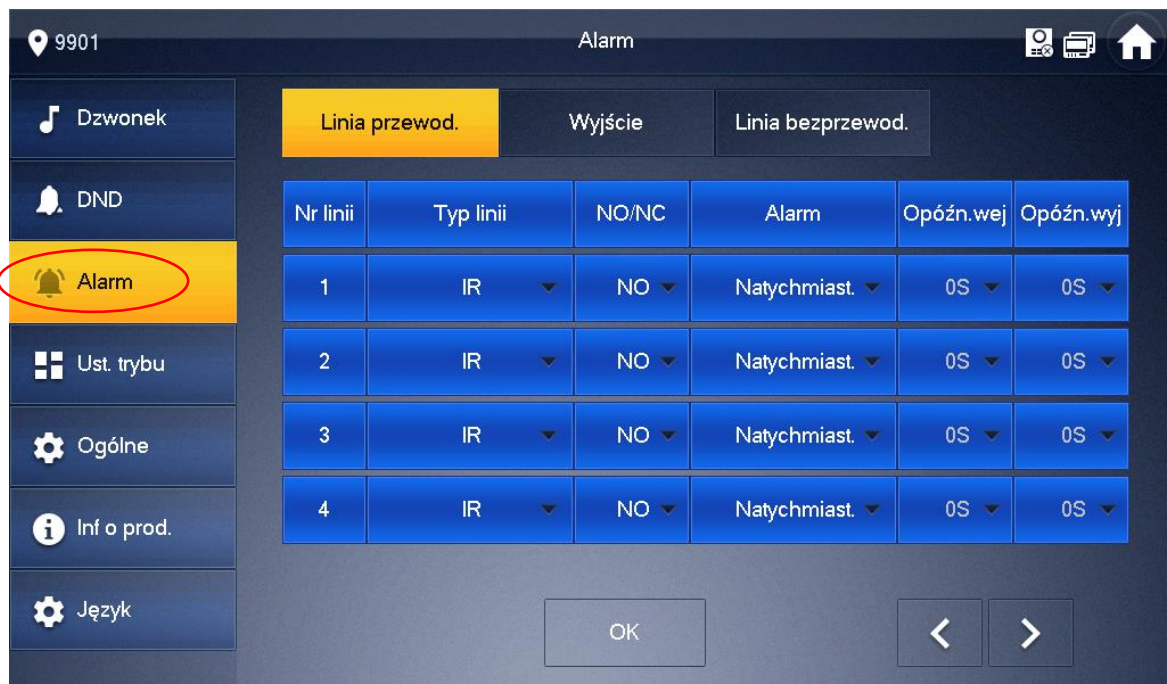 9901 Alarm
Dzwonek
DND
Alarm
Ust. trybu
Ogólne
Inf o prod.
Język
Linia przewod. Wyjście Linia bezprzewod.
Nr linii Typ linii NO/NC Alarm Opóźn.wej Opóźn.wyj
1 IR NO Natychmiast. 0S 0S
2 IR NO Natychmiast. 0S 0S
3 IR NO Natychmiast. 0S 0S
4 IR NO Natychmiast. 0S 0S
OK